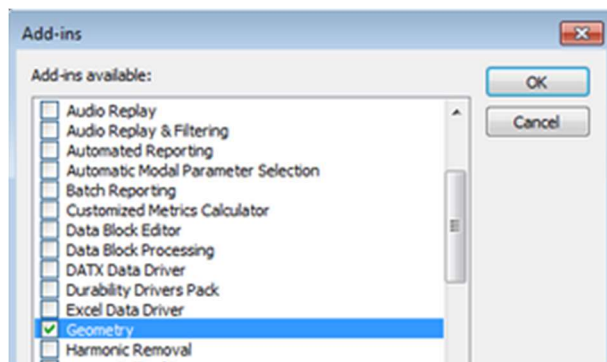 Add-ins
Add-ins available:
OK
Cancel
Audio Replay
Audio Replay & Filtering
Automated Reporting
Automatic Modal Parameter Selection
Batch Reporting
Customized Metrics Calculator
Data Block Editor
Data Block Processing
DATX Data Driver
Durability Drivers Pack
Excel Data Driver
Geometry
Harmonic Removal